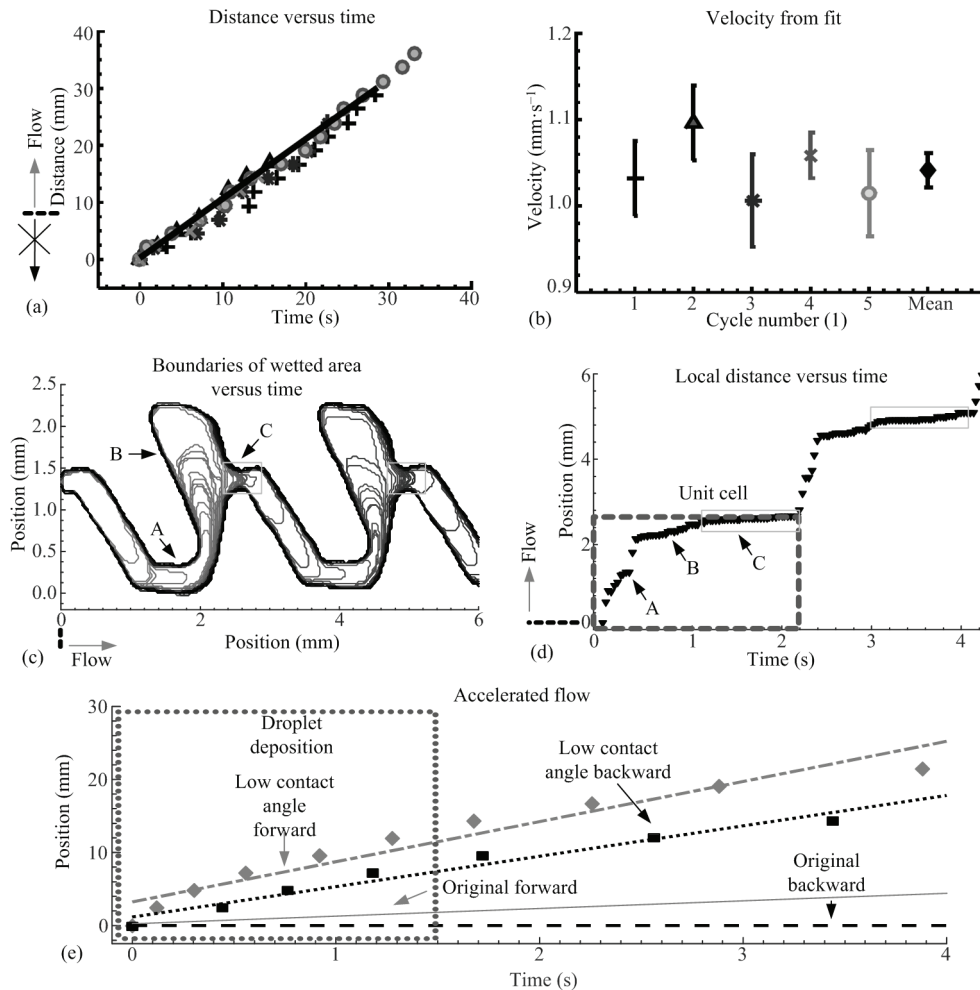 Distance versus time
Flow
Distance (mm)
40
30
20
10
0
0
10
20
30
40
Time (s)
(a)
Velocity from fit
Velocity (mm·s⁻¹)
1.2
1.1
1.0
0.9
1
2
3
4
5
Mean
Cycle number (1)
(b)
Boundaries of wetted area
versus time
Position (mm)
2.5
2.0
1.5
1.0
0.5
0.0
B
C
A
0
2
4
6
Position (mm)
Flow
(c)
Local distance versus time
Flow
Position (mm)
6
4
2
0
Unit cell
A
B
C
0
1
2
3
4
Time (s)
(d)
Accelerated flow
Position (mm)
30
20
10
0
Droplet
deposition
Low contact
angle
forward
Low contact
angle backward
Original forward
Original
backward
0
1
2
3
4
Time (s)
(e)